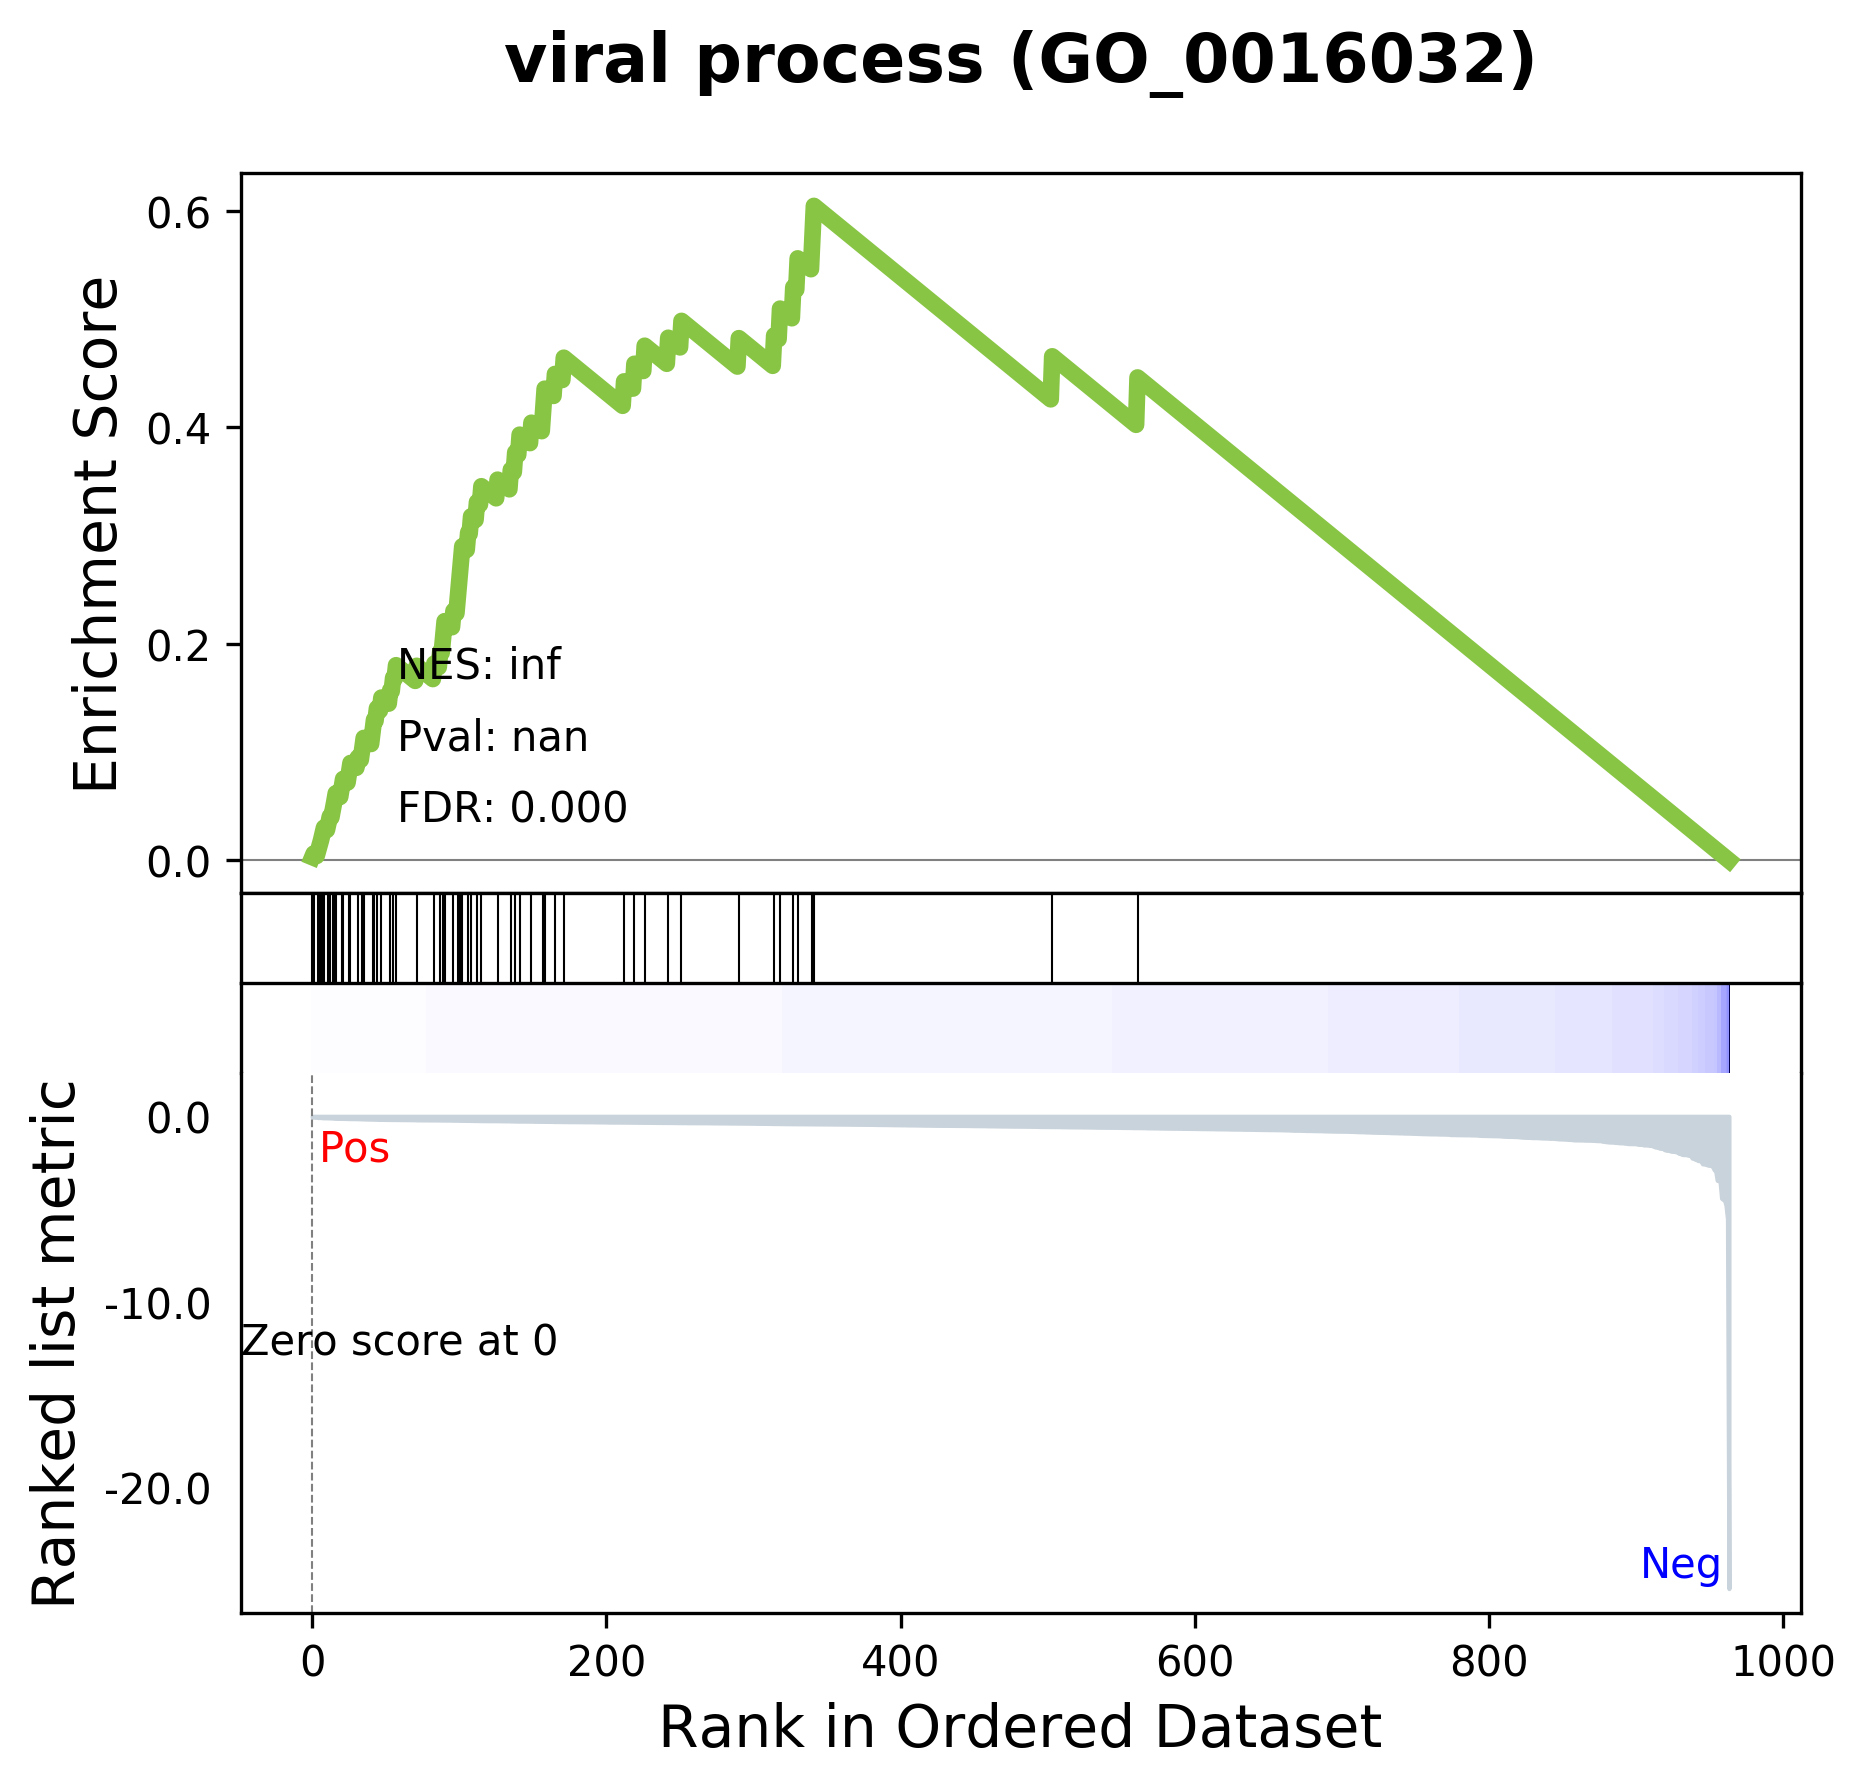 viral process (GO_0016032)
Enrichment Score
0.6
0.4
0.2
0.0
NES: inf
Pval: nan
FDR: 0.000
Ranked list metric
0.0
-10.0
-20.0
Pos
Zero score at 0
Neg
0 200 400 600 800 1000
Rank in Ordered Dataset